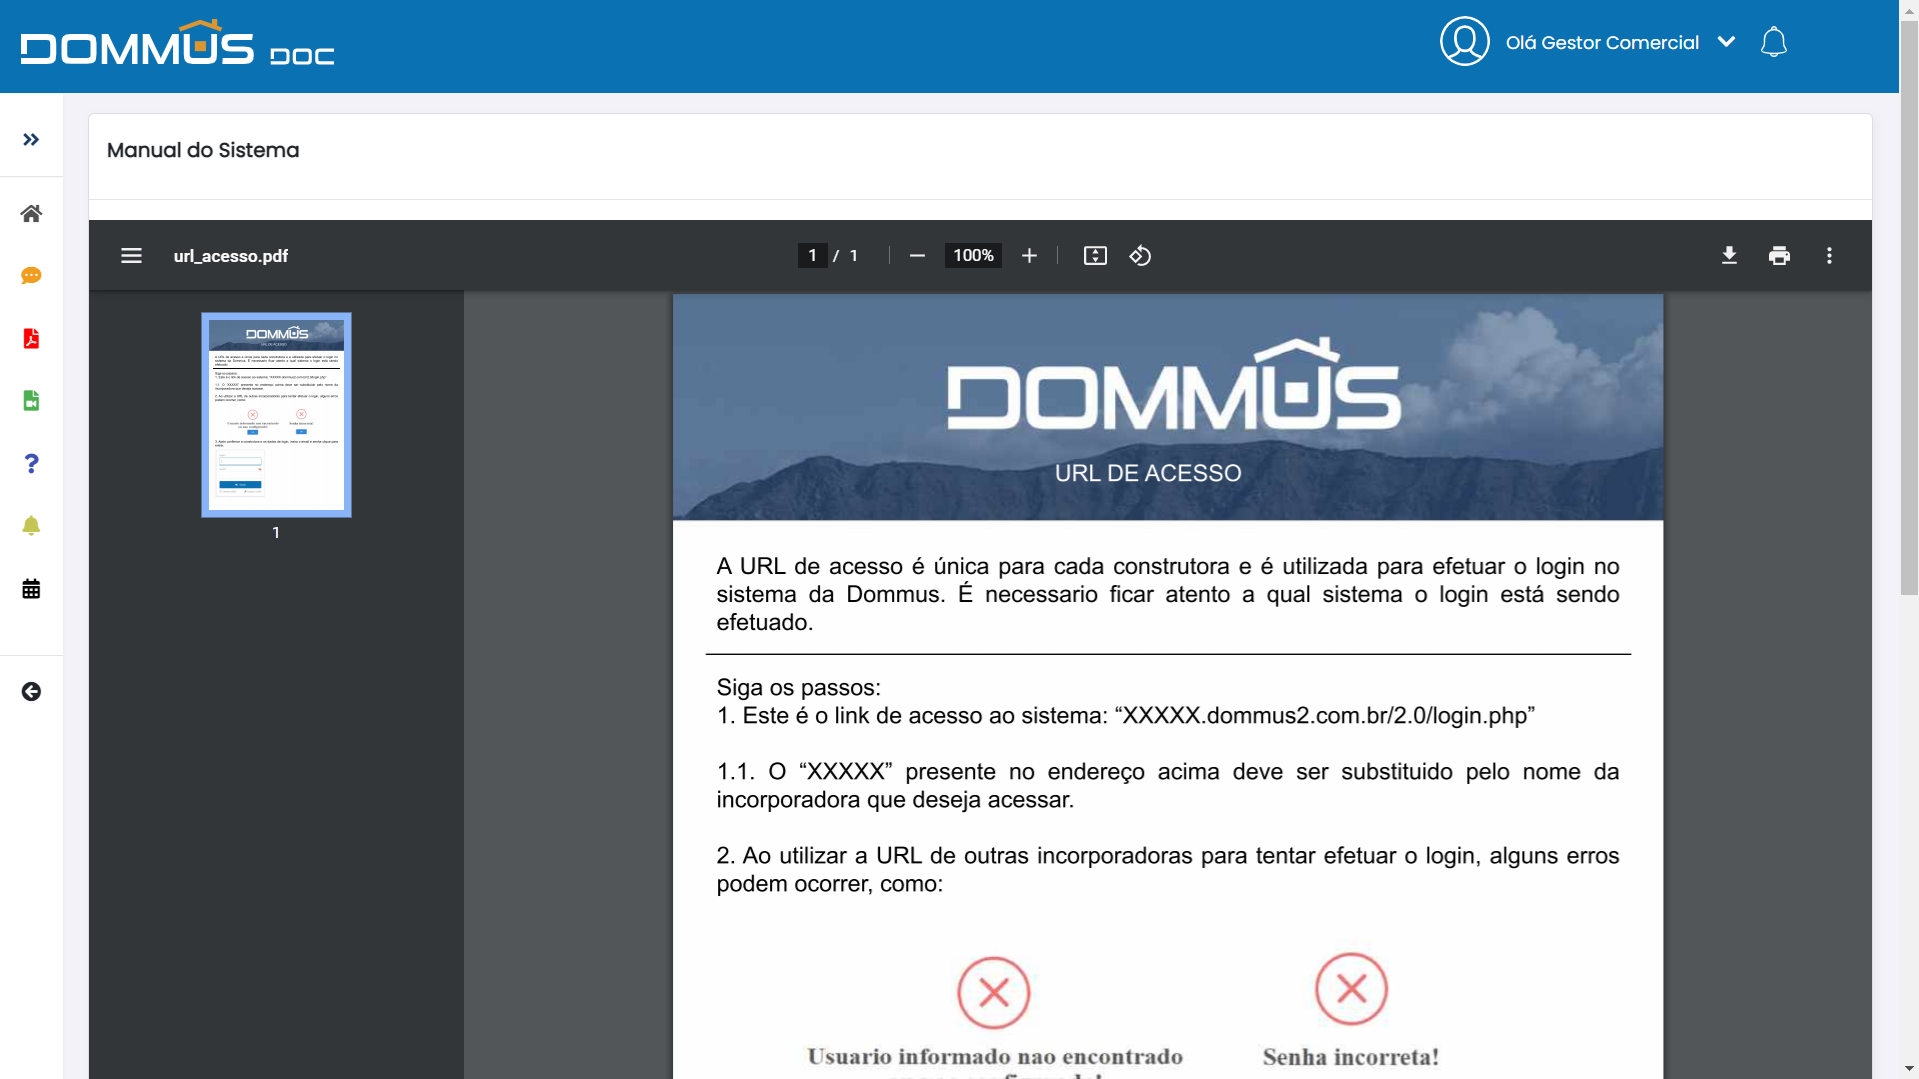 DOMMUS DOC
Olá Gestor Comercial
Manual do Sistema
url_acesso.pdf
1 / 1
100%
DOMMUS
URL DE ACESSO
1
DOMMUS
URL DE ACESSO
A URL de acesso é única para cada construtora e é utilizada para efetuar o login no
sistema da Dommus. É necessario ficar atento a qual sistema o login está sendo
efetuado.
Siga os passos:
1. Este é o link de acesso ao sistema: “XXXXX.dommus2.com.br/2.0/login.php”
1.1. O “XXXXX” presente no endereço acima deve ser substituido pelo nome da
incorporadora que deseja acessar.
2. Ao utilizar a URL de outras incorporadoras para tentar efetuar o login, alguns erros
podem ocorrer, como:
Usuario informado nao encontrado
Senha incorreta!